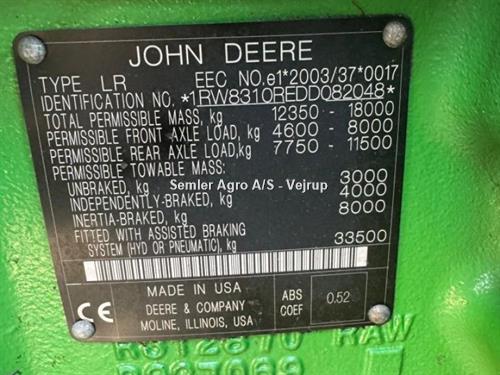 JOHN DEERE
TYPE LR EEC NO.e1*2003/37*0017
IDENTIFICATION NO. *1RW8310REDD082048*
TOTAL PERMISSIBLE MASS, kg 12350 - 18000
PERMISSIBLE FRONT AXLE LOAD, kg 4600 - 8000
PERMISSIBLE REAR AXLE LOAD,kg 7750 - 11500
PERMISSIBLE TOWABLE MASS:
UNBRAKED, kg 3000
Semler Agro A/S - Vejrup
INDEPENDENTLY-BRAKED, kg 4000
INERTIA-BRAKED, kg 8000
FITTED WITH ASSISTED BRAKING
SYSTEM (HYD OR PNEUMATIC), kg 33500
CE
MADE IN USA
DEERE & COMPANY
MOLINE, ILLINOIS, USA
ABS
COEF
0.52
RAW